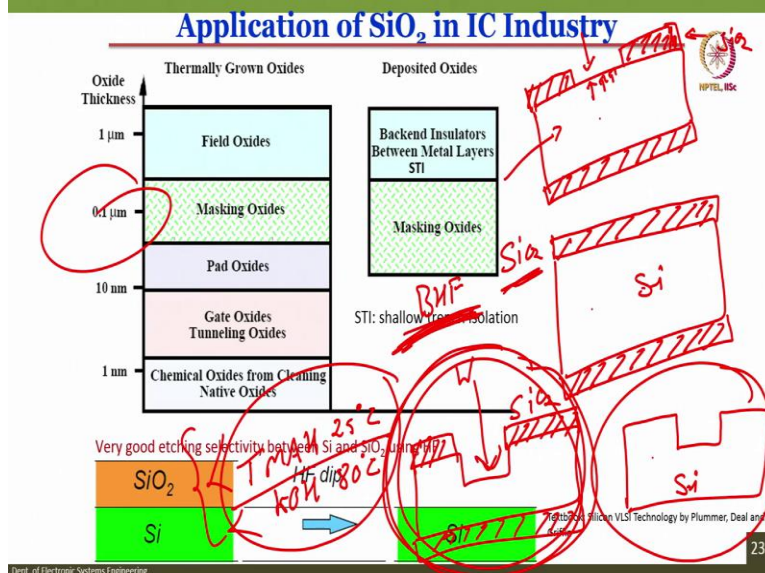 Application of SiO₂ in IC Industry
NPTEL, IISc
SiO₂
Oxide
Thickness
Thermally Grown Oxides
Deposited Oxides
1 μm
Field Oxides
Backend Insulators
Between Metal Layers
STI
0.1 μm
Masking Oxides
Masking Oxides
Pad Oxides
10 nm
BHF
SiO₂
Si
Gate Oxides
Tunneling Oxides
STI: shallow trench isolation
1 nm
Chemical Oxides from Cleaning
Native Oxides
W
SiO₂
Very good etching selectivity between Si and SiO₂ using HF
TMAH 25°C
KOH 80°C
SiO₂
HF dip
Si
Si
Si
Textbook: Silicon VLSI Technology by Plummer, Deal and
Griffin
23
Dept. of Electronic Systems Engineering